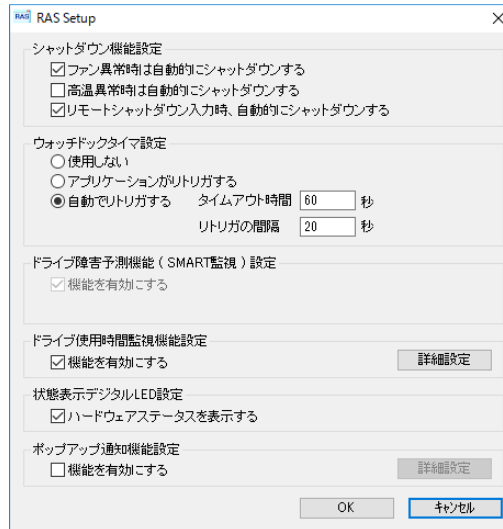 RAS RAS Setup
シャットダウン機能設定
ファン異常時は自動的にシャットダウンする
高温異常時は自動的にシャットダウンする
リモートシャットダウン入力時、自動的にシャットダウンする
ウォッチドックタイマ設定
使用しない
アプリケーションがリトリガする
自動でリトリガする タイムアウト時間 60 秒
リトリガの間隔 20 秒
ドライブ障害予測機能 ( SMART監視 ) 設定
機能を有効にする
ドライブ使用時間監視機能設定
機能を有効にする 詳細設定
状態表示デジタルLED設定
ハードウェアステータスを表示する
ポップアップ通知機能設定
機能を有効にする 詳細設定
OK キャンセル